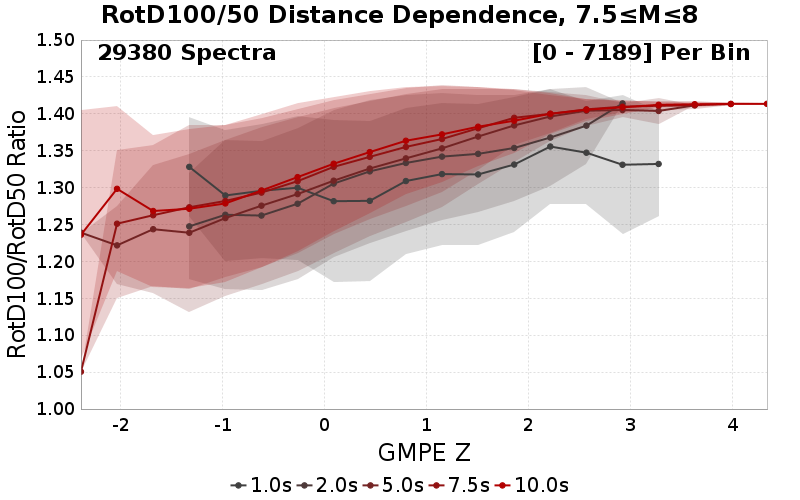 RotD100/50 Distance Dependence, 7.5≤M≤8
29380 Spectra [0 - 7189] Per Bin
RotD100/RotD50 Ratio
1.50
1.45
1.40
1.35
1.30
1.25
1.20
1.15
1.10
1.05
1.00
-2 -1 0 1 2 3 4
GMPE Z
1.0s 2.0s 5.0s 7.5s 10.0s